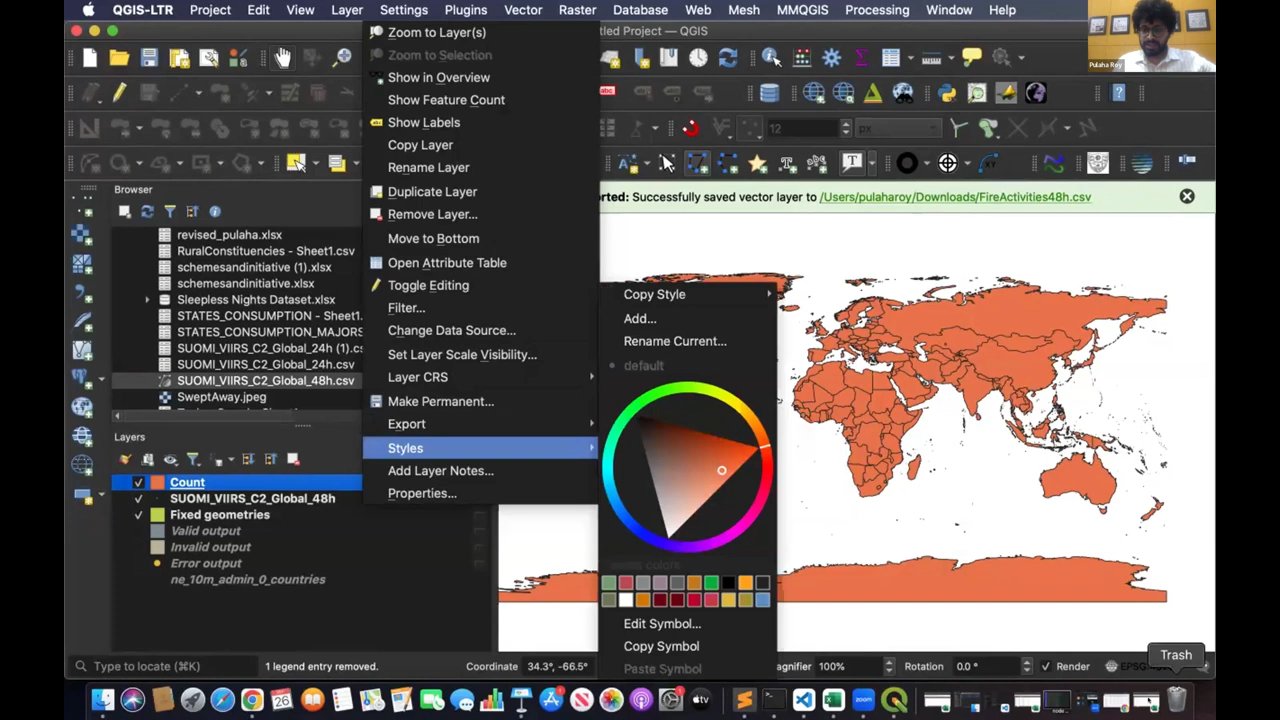 QGIS-LTR Project Edit View Layer Settings Plugins Vector Raster Database Web Mesh MMQGIS Processing Window Help
titled Project — QGIS
Pulaha Roy
12 px
Browser
revised_pulaha.xlsx
RuralConstituencies - Sheet1.csv
schemesandinitiative (1).xlsx
schemesandinitiative.xlsx
Sleepless Nights Dataset.xlsx
STATES_CONSUMPTION - Sheet1.
STATES_CONSUMPTION_MAJORS
SUOMI_VIIRS_C2_Global_24h (1).cs
SUOMI_VIIRS_C2_Global_24h.csv
SUOMI_VIIRS_C2_Global_48h.csv
SweptAway.jpeg
Layers
Count
SUOMI_VIIRS_C2_Global_48h
Fixed geometries
Valid output
Invalid output
Error output
ne_10m_admin_0_countries
Zoom to Layer(s)
Zoom to Selection
Show in Overview
Show Feature Count
Show Labels
Copy Layer
Rename Layer
Duplicate Layer
Remove Layer...
Move to Bottom
Open Attribute Table
Toggle Editing
Filter...
Change Data Source...
Set Layer Scale Visibility...
Layer CRS
Make Permanent...
Export
Styles
Add Layer Notes...
Properties...
Copy Style
Add...
Rename Current...
default
Edit Symbol...
Copy Symbol
Paste Symbol
orted: Successfully saved vector layer to /Users/pulaharoy/Downloads/FireActivities48h.csv
Type to locate (⌘K) 1 legend entry removed. Coordinate 34.3°, -66.5° agnifier 100% Rotation 0.0 ° Render EPSG
Trash
26
tv
zoom